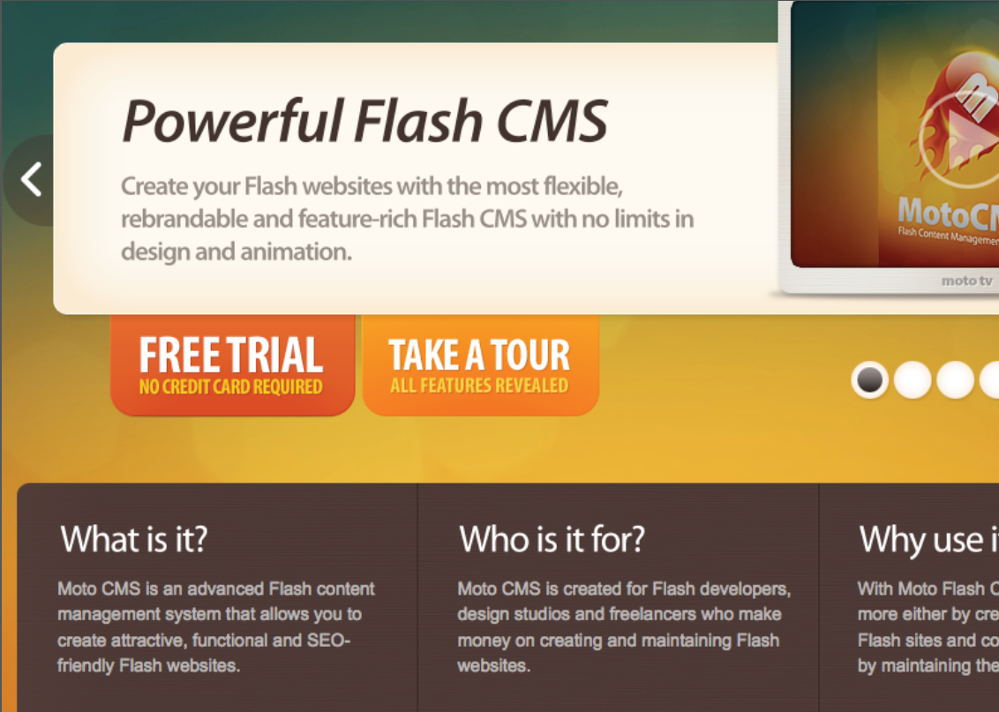 Powerful Flash CMS
Create your Flash websites with the most flexible,
rebrandable and feature-rich Flash CMS with no limits in
design and animation.
m
MotoCM
Flash Content Managemen
moto tv
FREE TRIAL
NO CREDIT CARD REQUIRED
TAKE A TOUR
ALL FEATURES REVEALED
What is it?
Moto CMS is an advanced Flash content
management system that allows you to
create attractive, functional and SEO-
friendly Flash websites.
Who is it for?
Moto CMS is created for Flash developers,
design studios and freelancers who make
money on creating and maintaining Flash
websites.
Why use i
With Moto Flash C
more either by cre
Flash sites and co
by maintaining the